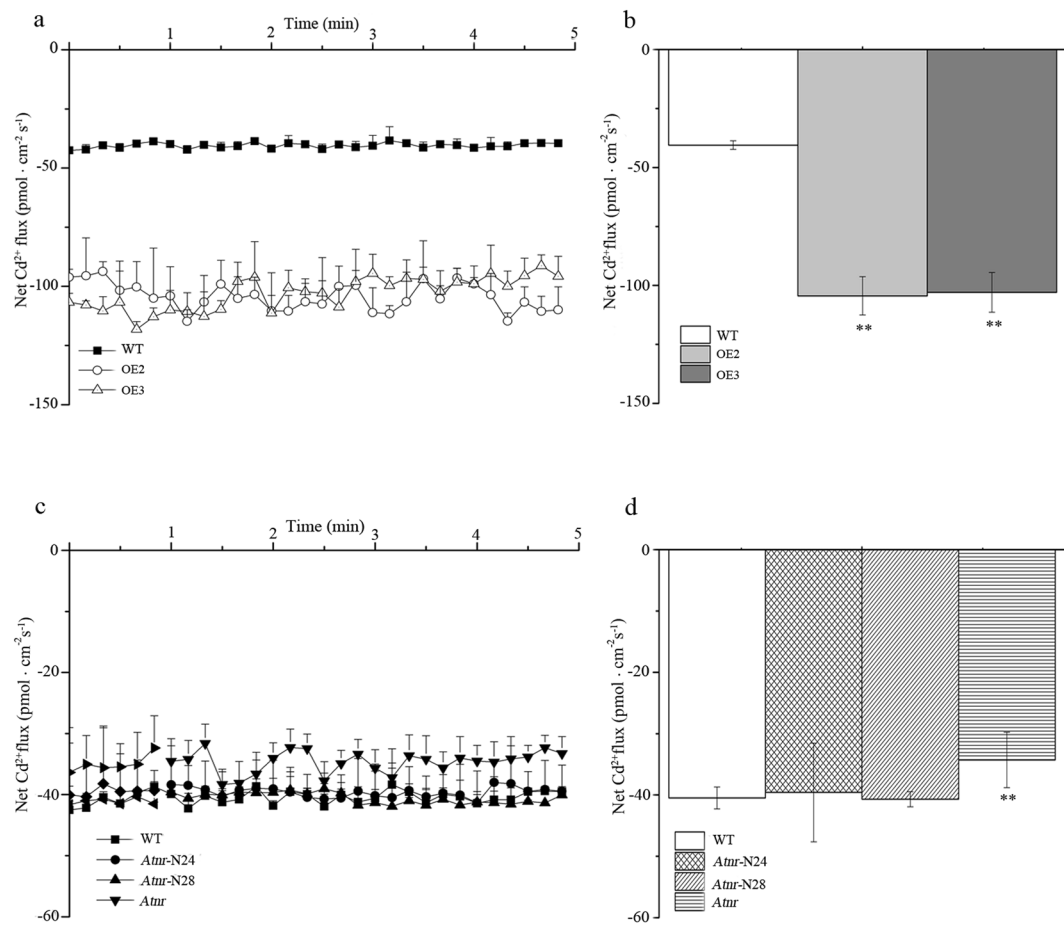 a
Time (min)
1 2 3 4 5
0
-50
-100
-150
Net Cd²⁺ flux (pmol · cm⁻² s⁻¹)
WT
OE2
OE3
b
0
-50
-100
-150
Net Cd²⁺flux (pmol · cm⁻²s⁻¹)
** **
WT
OE2
OE3
c
Time (min)
1 2 3 4 5
0
-20
-40
-60
Net Cd²⁺flux (pmol · cm⁻²s⁻¹)
WT
Atnr-N24
Atnr-N28
Atnr
d
0
-20
-40
-60
Net Cd²⁺flux (pmol · cm⁻²s⁻¹)
**
WT
Atnr-N24
Atnr-N28
Atnr